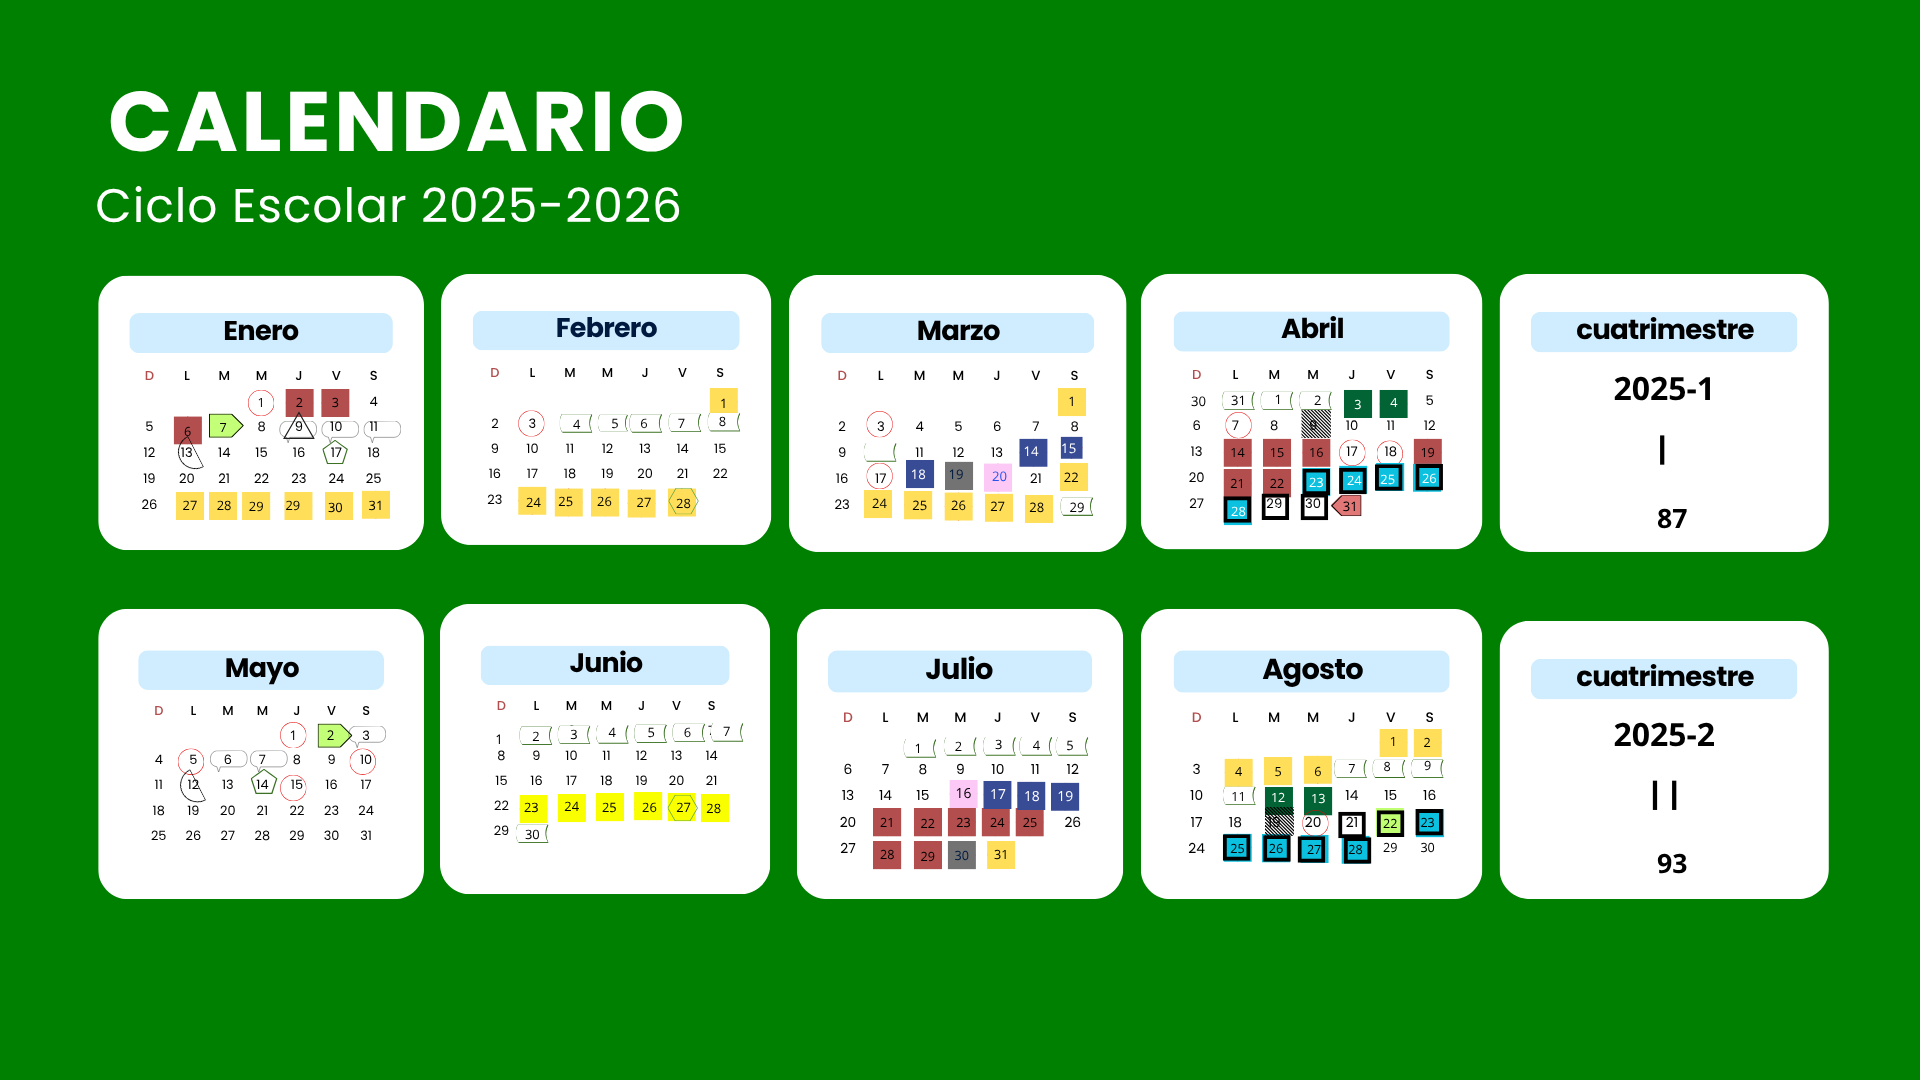 CALENDARIO
Ciclo Escolar 2025-2026
Enero
D L M M J V S
1 2 3 4
5 6 7 8 9 10 11
12 13 14 15 16 17 18
19 20 21 22 23 24 25
26 27 28 29 29 30 31
Febrero
D L M M J V S
1
2 3 4 5 6 7 8
9 10 11 12 13 14 15
16 17 18 19 20 21 22
23 24 25 26 27 28
Marzo
D L M M J V S
1
2 3 4 5 6 7 8
9 11 12 13 14 15
16 17 18 19 20 21 22
23 24 25 26 27 28 29
Abril
D L M M J V S
30 31 1 2 3 4 5
6 7 8 9 10 11 12
13 14 15 16 17 18 19
20 21 22 23 24 25 26
27 28 29 30 31
cuatrimestre
2025-1
I
87
Mayo
D L M M J V S
1 2 3
4 5 6 7 8 9 10
11 12 13 14 15 16 17
18 19 20 21 22 23 24
25 26 27 28 29 30 31
Junio
D L M M J V S
1 2 3 4 5 6 7
8 9 10 11 12 13 14
15 16 17 18 19 20 21
22 23 24 25 26 27 28
29 30
Julio
D L M M J V S
1 2 3 4 5
6 7 8 9 10 11 12
13 14 15 16 17 18 19
20 21 22 23 24 25 26
27 28 29 30 31
Agosto
D L M M J V S
1 2
3 4 5 6 7 8 9
10 11 12 13 14 15 16
17 18 19 20 21 22 23
24 25 26 27 28 29 30
cuatrimestre
2025-2
II
93